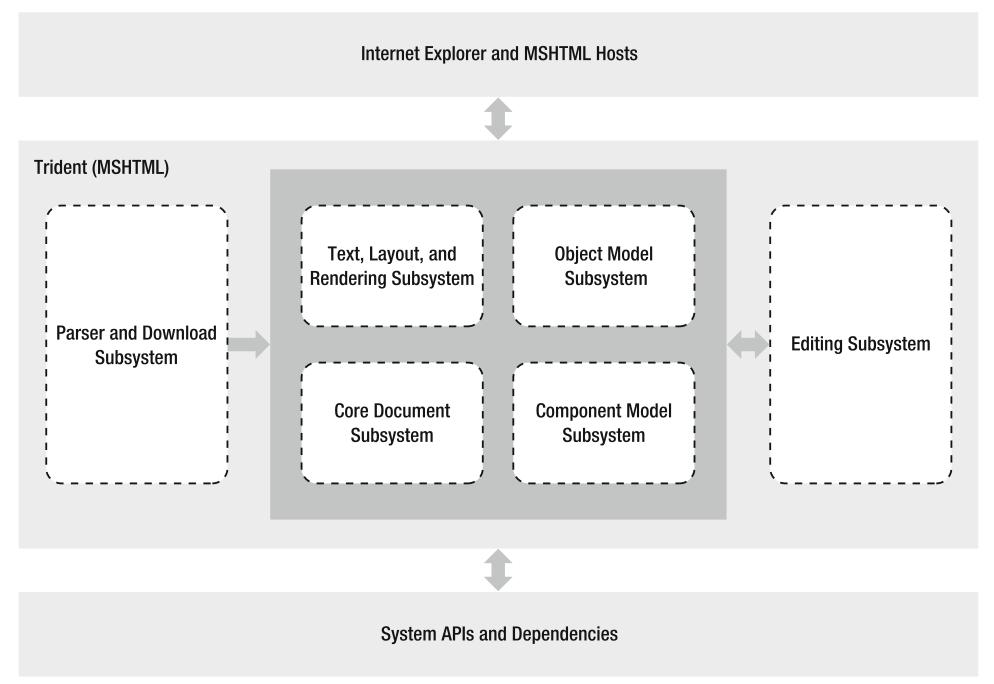 Internet Explorer and MSHTML Hosts
Trident (MSHTML)
Parser and Download
Subsystem
Text, Layout, and
Rendering Subsystem
Object Model
Subsystem
Core Document
Subsystem
Component Model
Subsystem
Editing Subsystem
System APIs and Dependencies